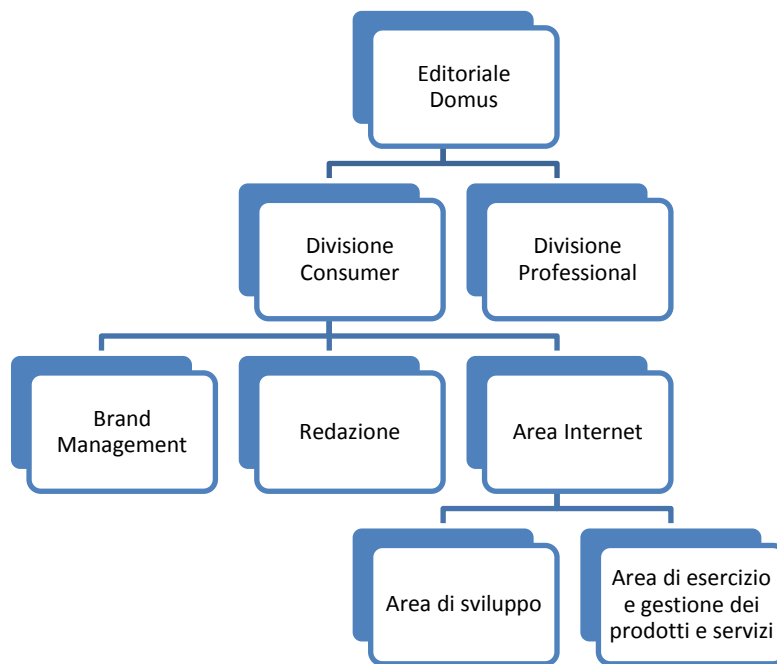 Editoriale
Domus
Divisione
Consumer
Divisione
Professional
Brand
Management
Redazione
Area Internet
Area di sviluppo
Area di esercizio
e gestione dei
prodotti e servizi